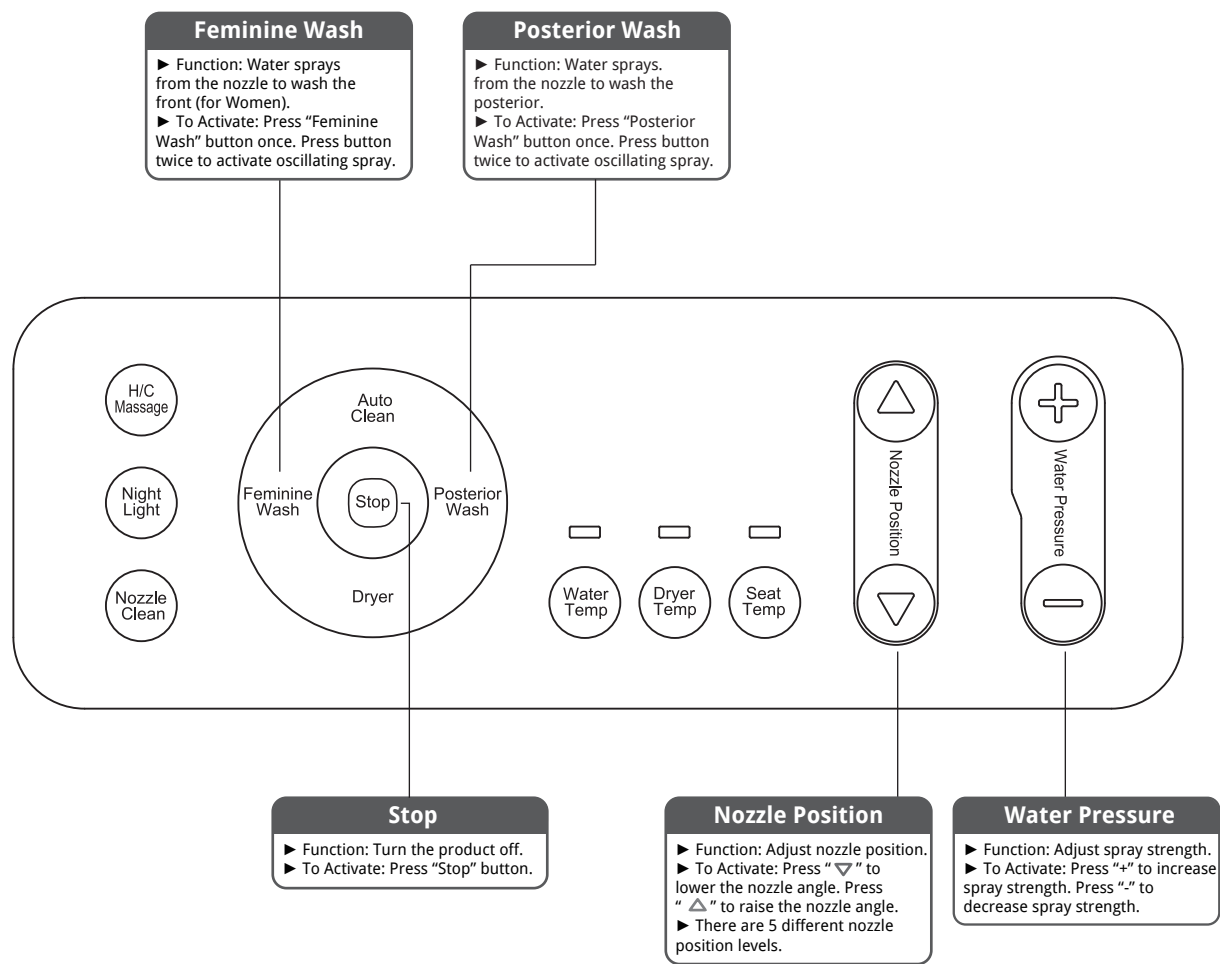 Feminine Wash
► Function: Water sprays
from the nozzle to wash the
front (for Women).
► To Activate: Press “Feminine
Wash” button once. Press button
twice to activate oscillating spray.
Posterior Wash
► Function: Water sprays.
from the nozzle to wash the
posterior.
► To Activate: Press “Posterior
Wash” button once. Press button
twice to activate oscillating spray.
H/C
Massage
Night
Light
Nozzle
Clean
Auto
Clean
Feminine
Wash
Stop
Posterior
Wash
Dryer
Water
Temp
Dryer
Temp
Seat
Temp
Nozzle Position
Water Pressure
Stop
► Function: Turn the product off.
► To Activate: Press “Stop” button.
Nozzle Position
► Function: Adjust nozzle position.
► To Activate: Press “ ▽ ” to
lower the nozzle angle. Press
“ △ ” to raise the nozzle angle.
► There are 5 different nozzle
position levels.
Water Pressure
► Function: Adjust spray strength.
► To Activate: Press “+” to increase
spray strength. Press “-” to
decrease spray strength.